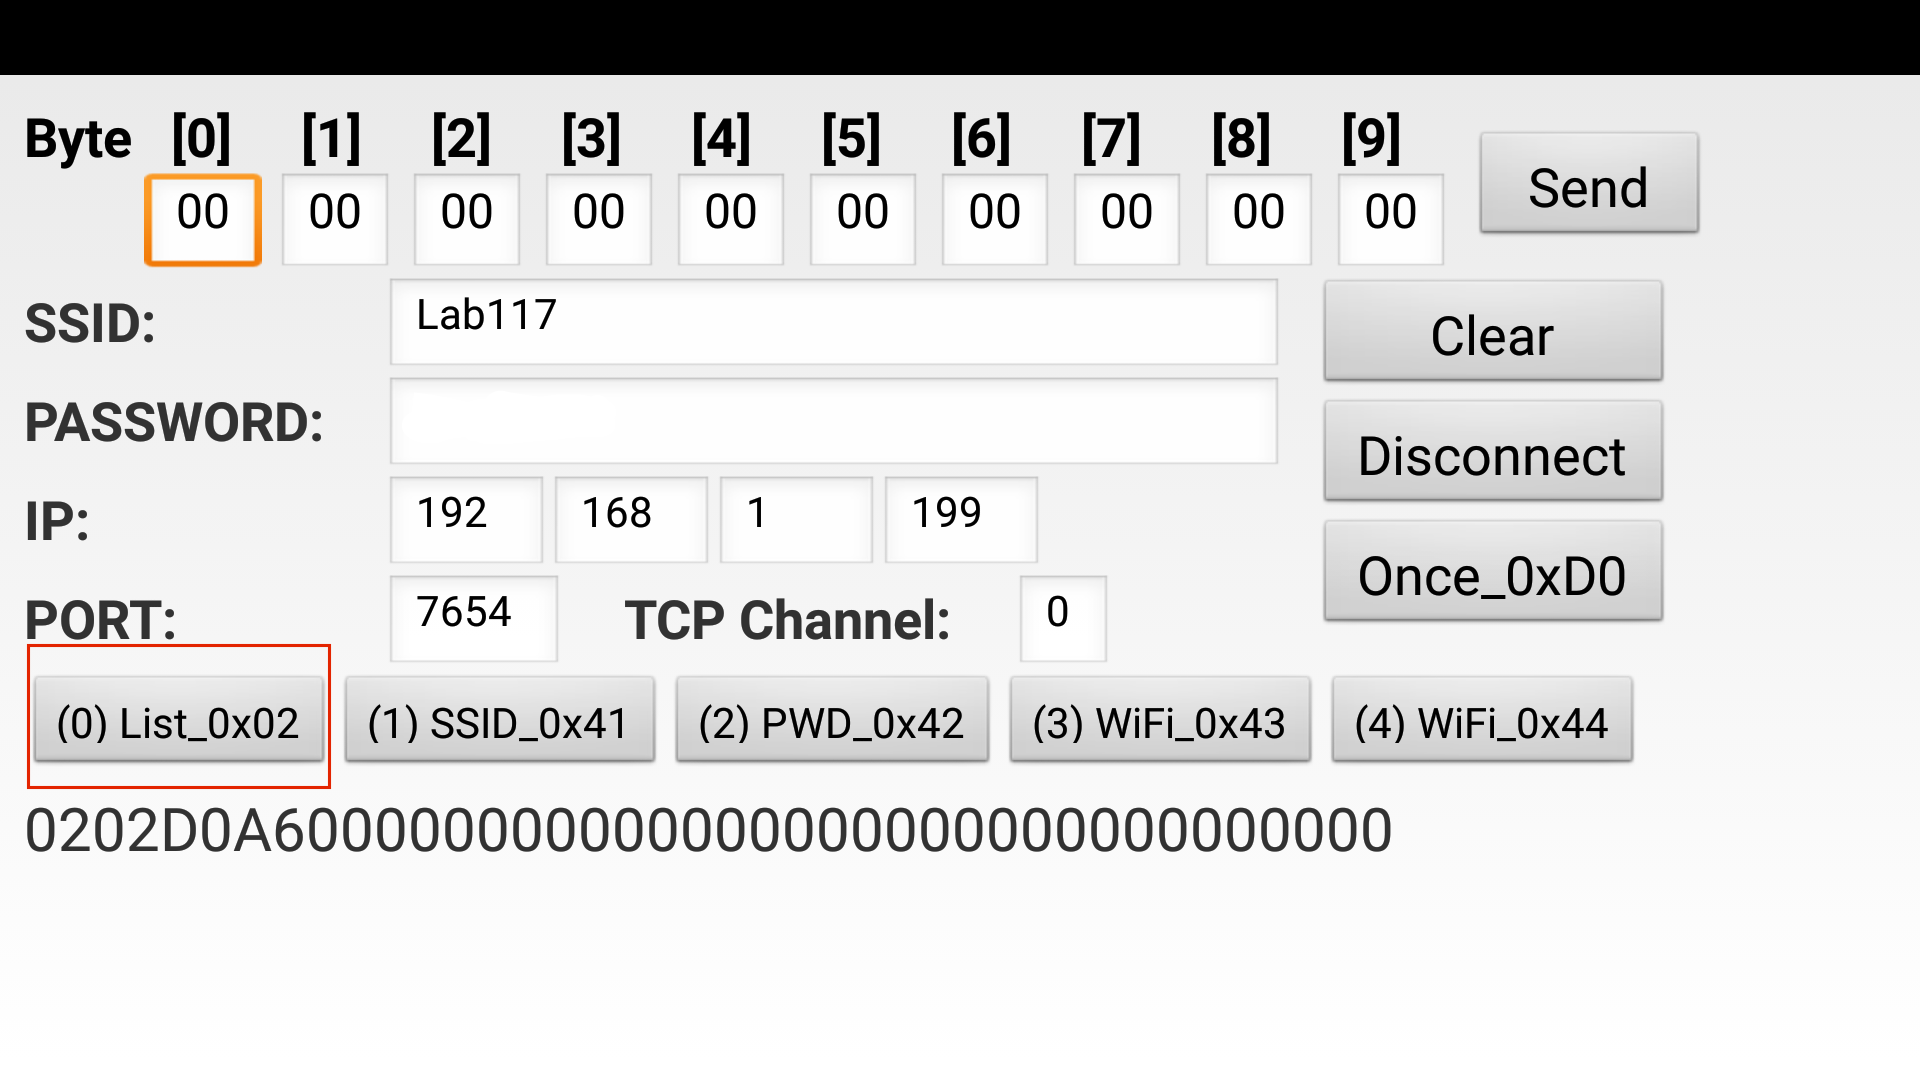 Byte [0] [1] [2] [3] [4] [5] [6] [7] [8] [9]
00 00 00 00 00 00 00 00 00 00 Send
SSID: Lab117 Clear
PASSWORD: Disconnect
IP: 192 168 1 199 Once_0xD0
PORT: 7654 TCP Channel: 0
(0) List_0x02 (1) SSID_0x41 (2) PWD_0x42 (3) WiFi_0x43 (4) WiFi_0x44
0202D0A600000000000000000000000000000000